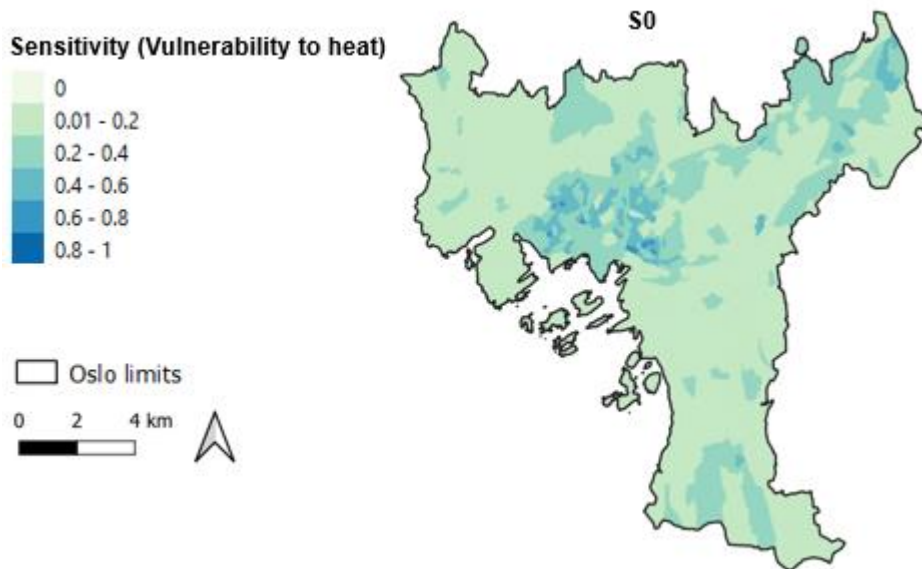 S0
Sensitivity (Vulnerability to heat)
0
0.01 - 0.2
0.2 - 0.4
0.4 - 0.6
0.6 - 0.8
0.8 - 1
Oslo limits
0 2 4 km